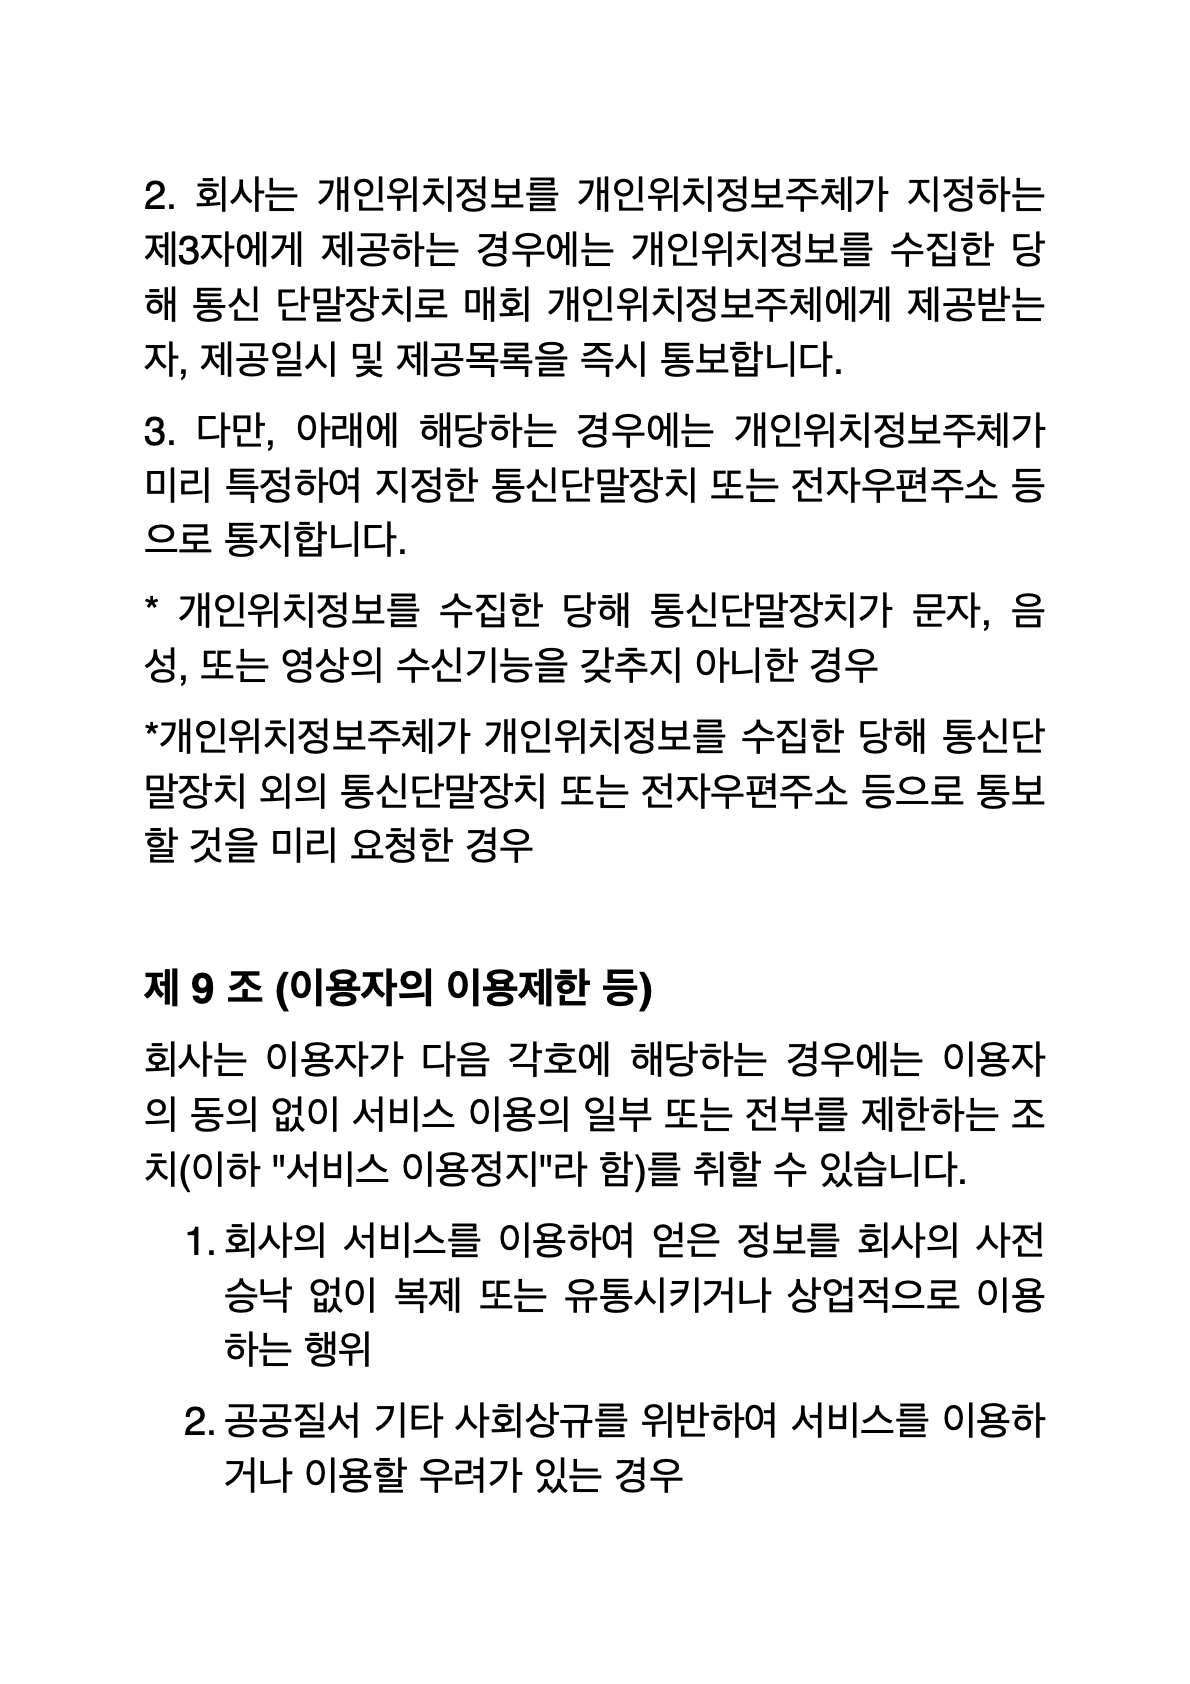 2. 회사는 개인위치정보를 개인위치정보주체가 지정하는
제3자에게 제공하는 경우에는 개인위치정보를 수집한 당
해 통신 단말장치로 매회 개인위치정보주체에게 제공받는
자, 제공일시 및 제공목록을 즉시 통보합니다.
3. 다만, 아래에 해당하는 경우에는 개인위치정보주체가
미리 특정하여 지정한 통신단말장치 또는 전자우편주소 등
으로 통지합니다.
* 개인위치정보를 수집한 당해 통신단말장치가 문자, 음
성, 또는 영상의 수신기능을 갖추지 아니한 경우
*개인위치정보주체가 개인위치정보를 수집한 당해 통신단
말장치 외의 통신단말장치 또는 전자우편주소 등으로 통보
할 것을 미리 요청한 경우
제 9 조 (이용자의 이용제한 등)
회사는 이용자가 다음 각호에 해당하는 경우에는 이용자
의 동의 없이 서비스 이용의 일부 또는 전부를 제한하는 조
치(이하 "서비스 이용정지"라 함)를 취할 수 있습니다.
1. 회사의 서비스를 이용하여 얻은 정보를 회사의 사전
승낙 없이 복제 또는 유통시키거나 상업적으로 이용
하는 행위
2. 공공질서 기타 사회상규를 위반하여 서비스를 이용하
거나 이용할 우려가 있는 경우